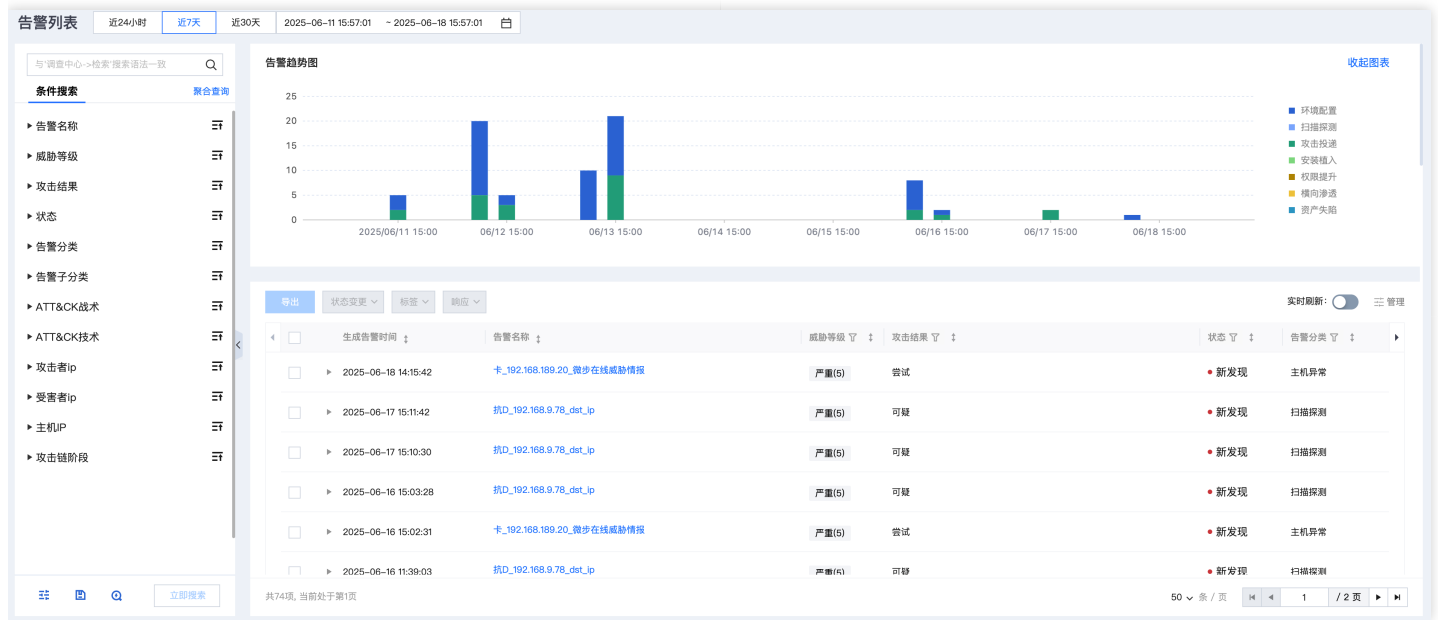 告警列表 近24小时 近7天 近30天 2025-06-11 15:57:01 ~ 2025-06-18 15:57:01
与'调查中心->检索'搜索语法一致
条件搜索 聚合查询
告警名称
威胁等级
攻击结果
状态
告警分类
告警子分类
ATT&CK战术
ATT&CK技术
攻击者ip
受害者ip
主机IP
攻击链阶段
立即搜索
告警趋势图 收起图表
25
20
15
10
5
0
2025/06/11 15:00 06/12 15:00 06/13 15:00 06/14 15:00 06/15 15:00 06/16 15:00 06/17 15:00 06/18 15:00
环境配置
扫描探测
攻击投递
安装植入
权限提升
横向渗透
资产失陷
导出 状态变更 标签 响应 实时刷新: 管理
生成告警时间 告警名称 威胁等级 攻击结果 状态 告警分类
2025-06-18 14:15:42 卡_192.168.189.20_微步在线威胁情报 严重(5) 尝试 新发现 主机异常
2025-06-17 15:11:42 抗D_192.168.9.78_dst_ip 严重(5) 可疑 新发现 扫描探测
2025-06-17 15:10:30 抗D_192.168.9.78_dst_ip 严重(5) 可疑 新发现 扫描探测
2025-06-16 15:03:28 抗D_192.168.9.78_dst_ip 严重(5) 可疑 新发现 扫描探测
2025-06-16 15:02:31 卡_192.168.189.20_微步在线威胁情报 严重(5) 尝试 新发现 主机异常
2025-06-16 11:39:03 抗D_192.168.9.78_dst_ip 严重(5) 可疑 新发现 扫描探测
共74项, 当前处于第1页 50 条 / 页 1 / 2 页